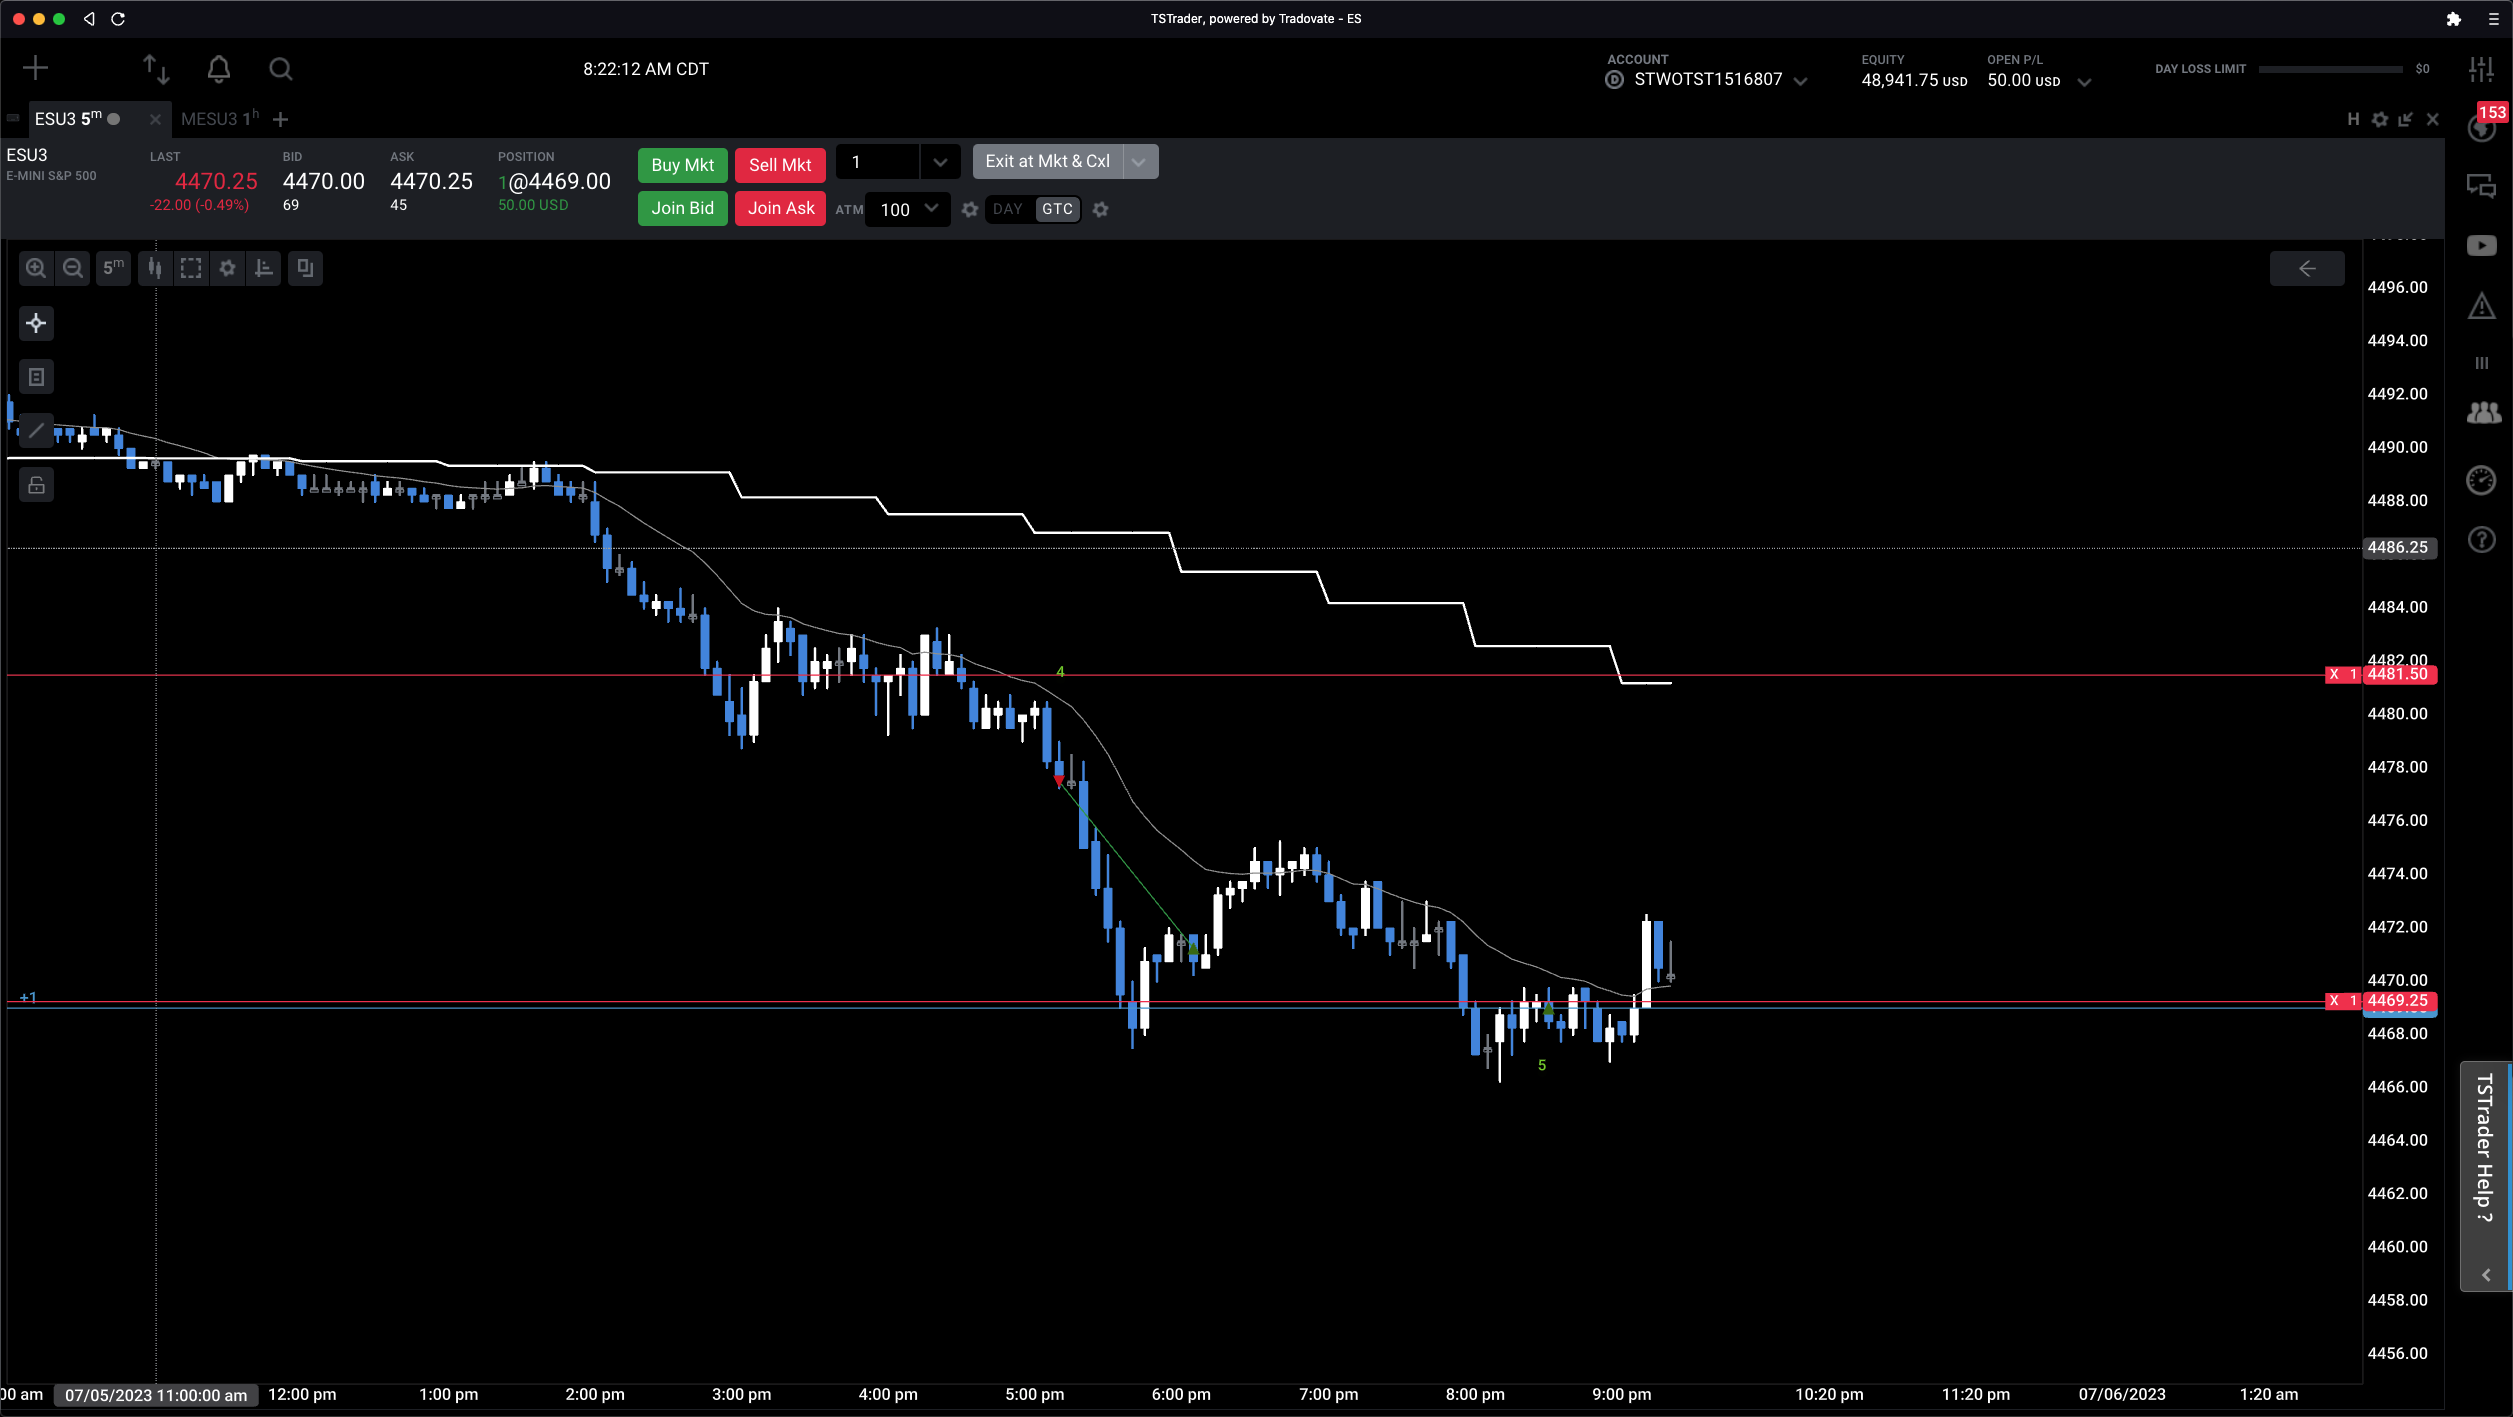 TSTrader, powered by Tradovate - ES
8:22:12 AM CDT
ACCOUNT
D STWOTST1516807
EQUITY
48,941.75 USD
OPEN P/L
50.00 USD
DAY LOSS LIMIT $0
153
ESU3 5m
MESU3 1h
H
ESU3
E-MINI S&P 500
LAST
4470.25
-22.00 (-0.49%)
BID
4470.00
69
ASK
4470.25
45
POSITION
1@4469.00
50.00 USD
Buy Mkt
Sell Mkt
1
Exit at Mkt & Cxl
Join Bid
Join Ask
ATM 100
DAY GTC
5m
4496.00
4494.00
4492.00
4490.00
4488.00
4486.25
4484.00
4482.00
X 1 4481.50
4480.00
4478.00
4476.00
4474.00
4472.00
4470.00
X 1 4469.25
4468.00
4466.00
4464.00
4462.00
4460.00
4458.00
4456.00
4
+1
5
TSTrader Help ?
00 am
07/05/2023 11:00:00 am
12:00 pm
1:00 pm
2:00 pm
3:00 pm
4:00 pm
5:00 pm
6:00 pm
7:00 pm
8:00 pm
9:00 pm
10:20 pm
11:20 pm
07/06/2023
1:20 am